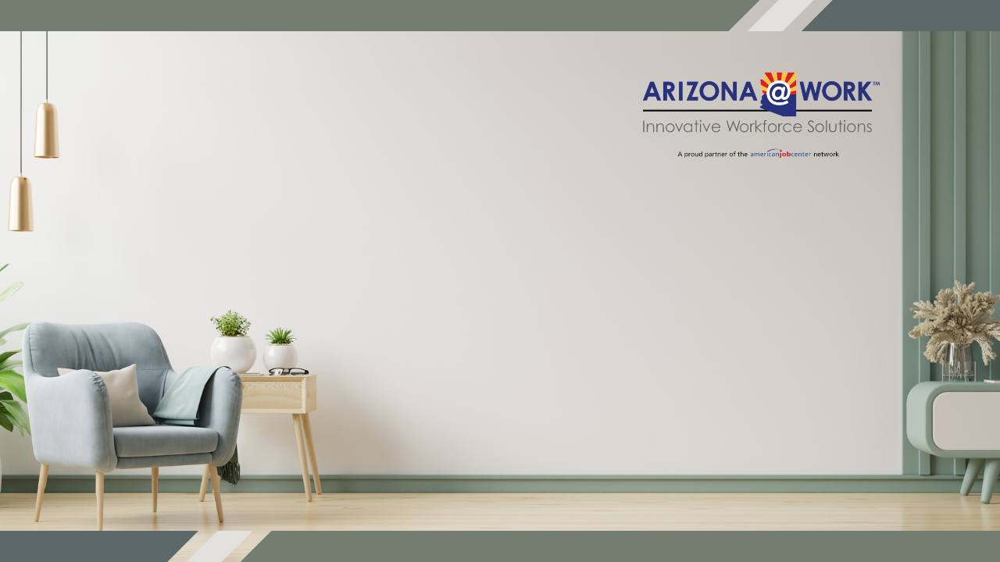 ARIZONA@WORK™
Innovative Workforce Solutions
A proud partner of the americanjobcenter network